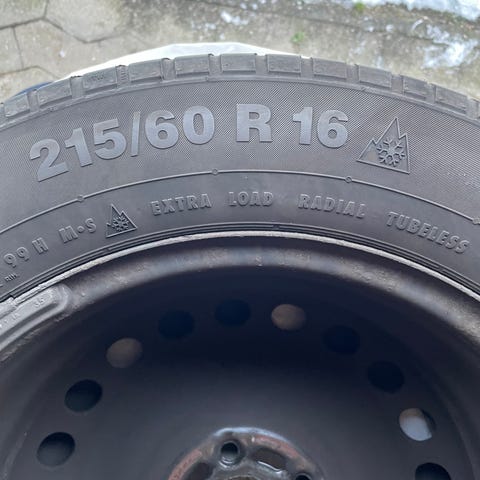 215/60 R 16
99 H M•S EXTRA LOAD RADIAL TUBELESS